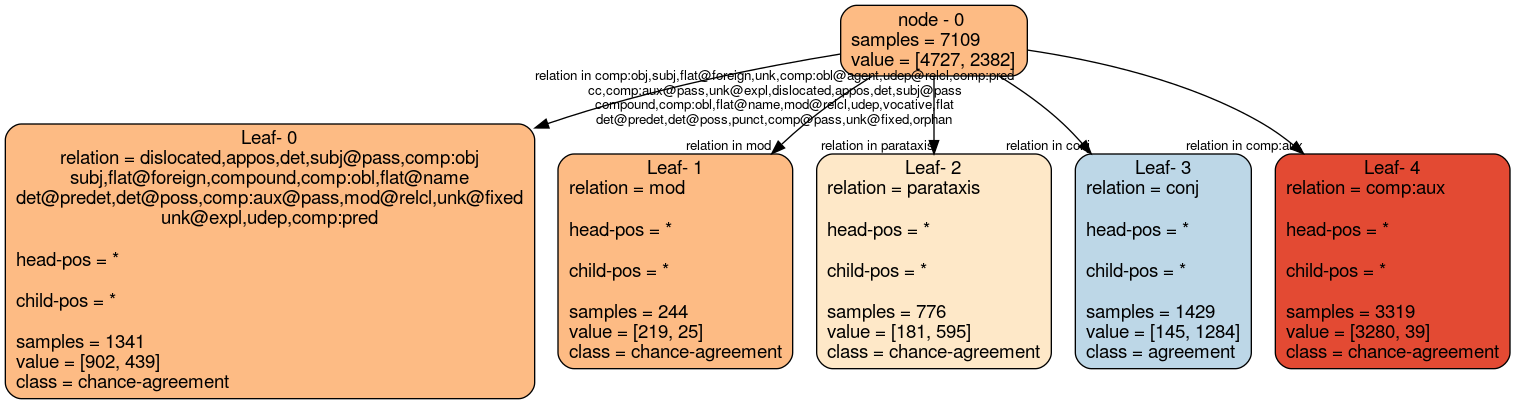 node - 0
samples = 7109
value = [4727, 2382]
relation in comp:obj,subj,flat@foreign,unk,comp:obl@agent,udep@relcl,comp:pred
cc,comp:aux@pass,unk@expl,dislocated,appos,det,subj@pass
compound,comp:obl,flat@name,mod@relcl,udep,vocative,flat
det@predet,det@poss,punct,comp@pass,unk@fixed,orphan
relation in mod
relation in parataxis
relation in conj
relation in comp:aux
Leaf- 0
relation = dislocated,appos,det,subj@pass,comp:obj
subj,flat@foreign,compound,comp:obl,flat@name
det@predet,det@poss,comp:aux@pass,mod@relcl,unk@fixed
unk@expl,udep,comp:pred
head-pos = *
child-pos = *
samples = 1341
value = [902, 439]
class = chance-agreement
Leaf- 1
relation = mod
head-pos = *
child-pos = *
samples = 244
value = [219, 25]
class = chance-agreement
Leaf- 2
relation = parataxis
head-pos = *
child-pos = *
samples = 776
value = [181, 595]
class = chance-agreement
Leaf- 3
relation = conj
head-pos = *
child-pos = *
samples = 1429
value = [145, 1284]
class = agreement
Leaf- 4
relation = comp:aux
head-pos = *
child-pos = *
samples = 3319
value = [3280, 39]
class = chance-agreement